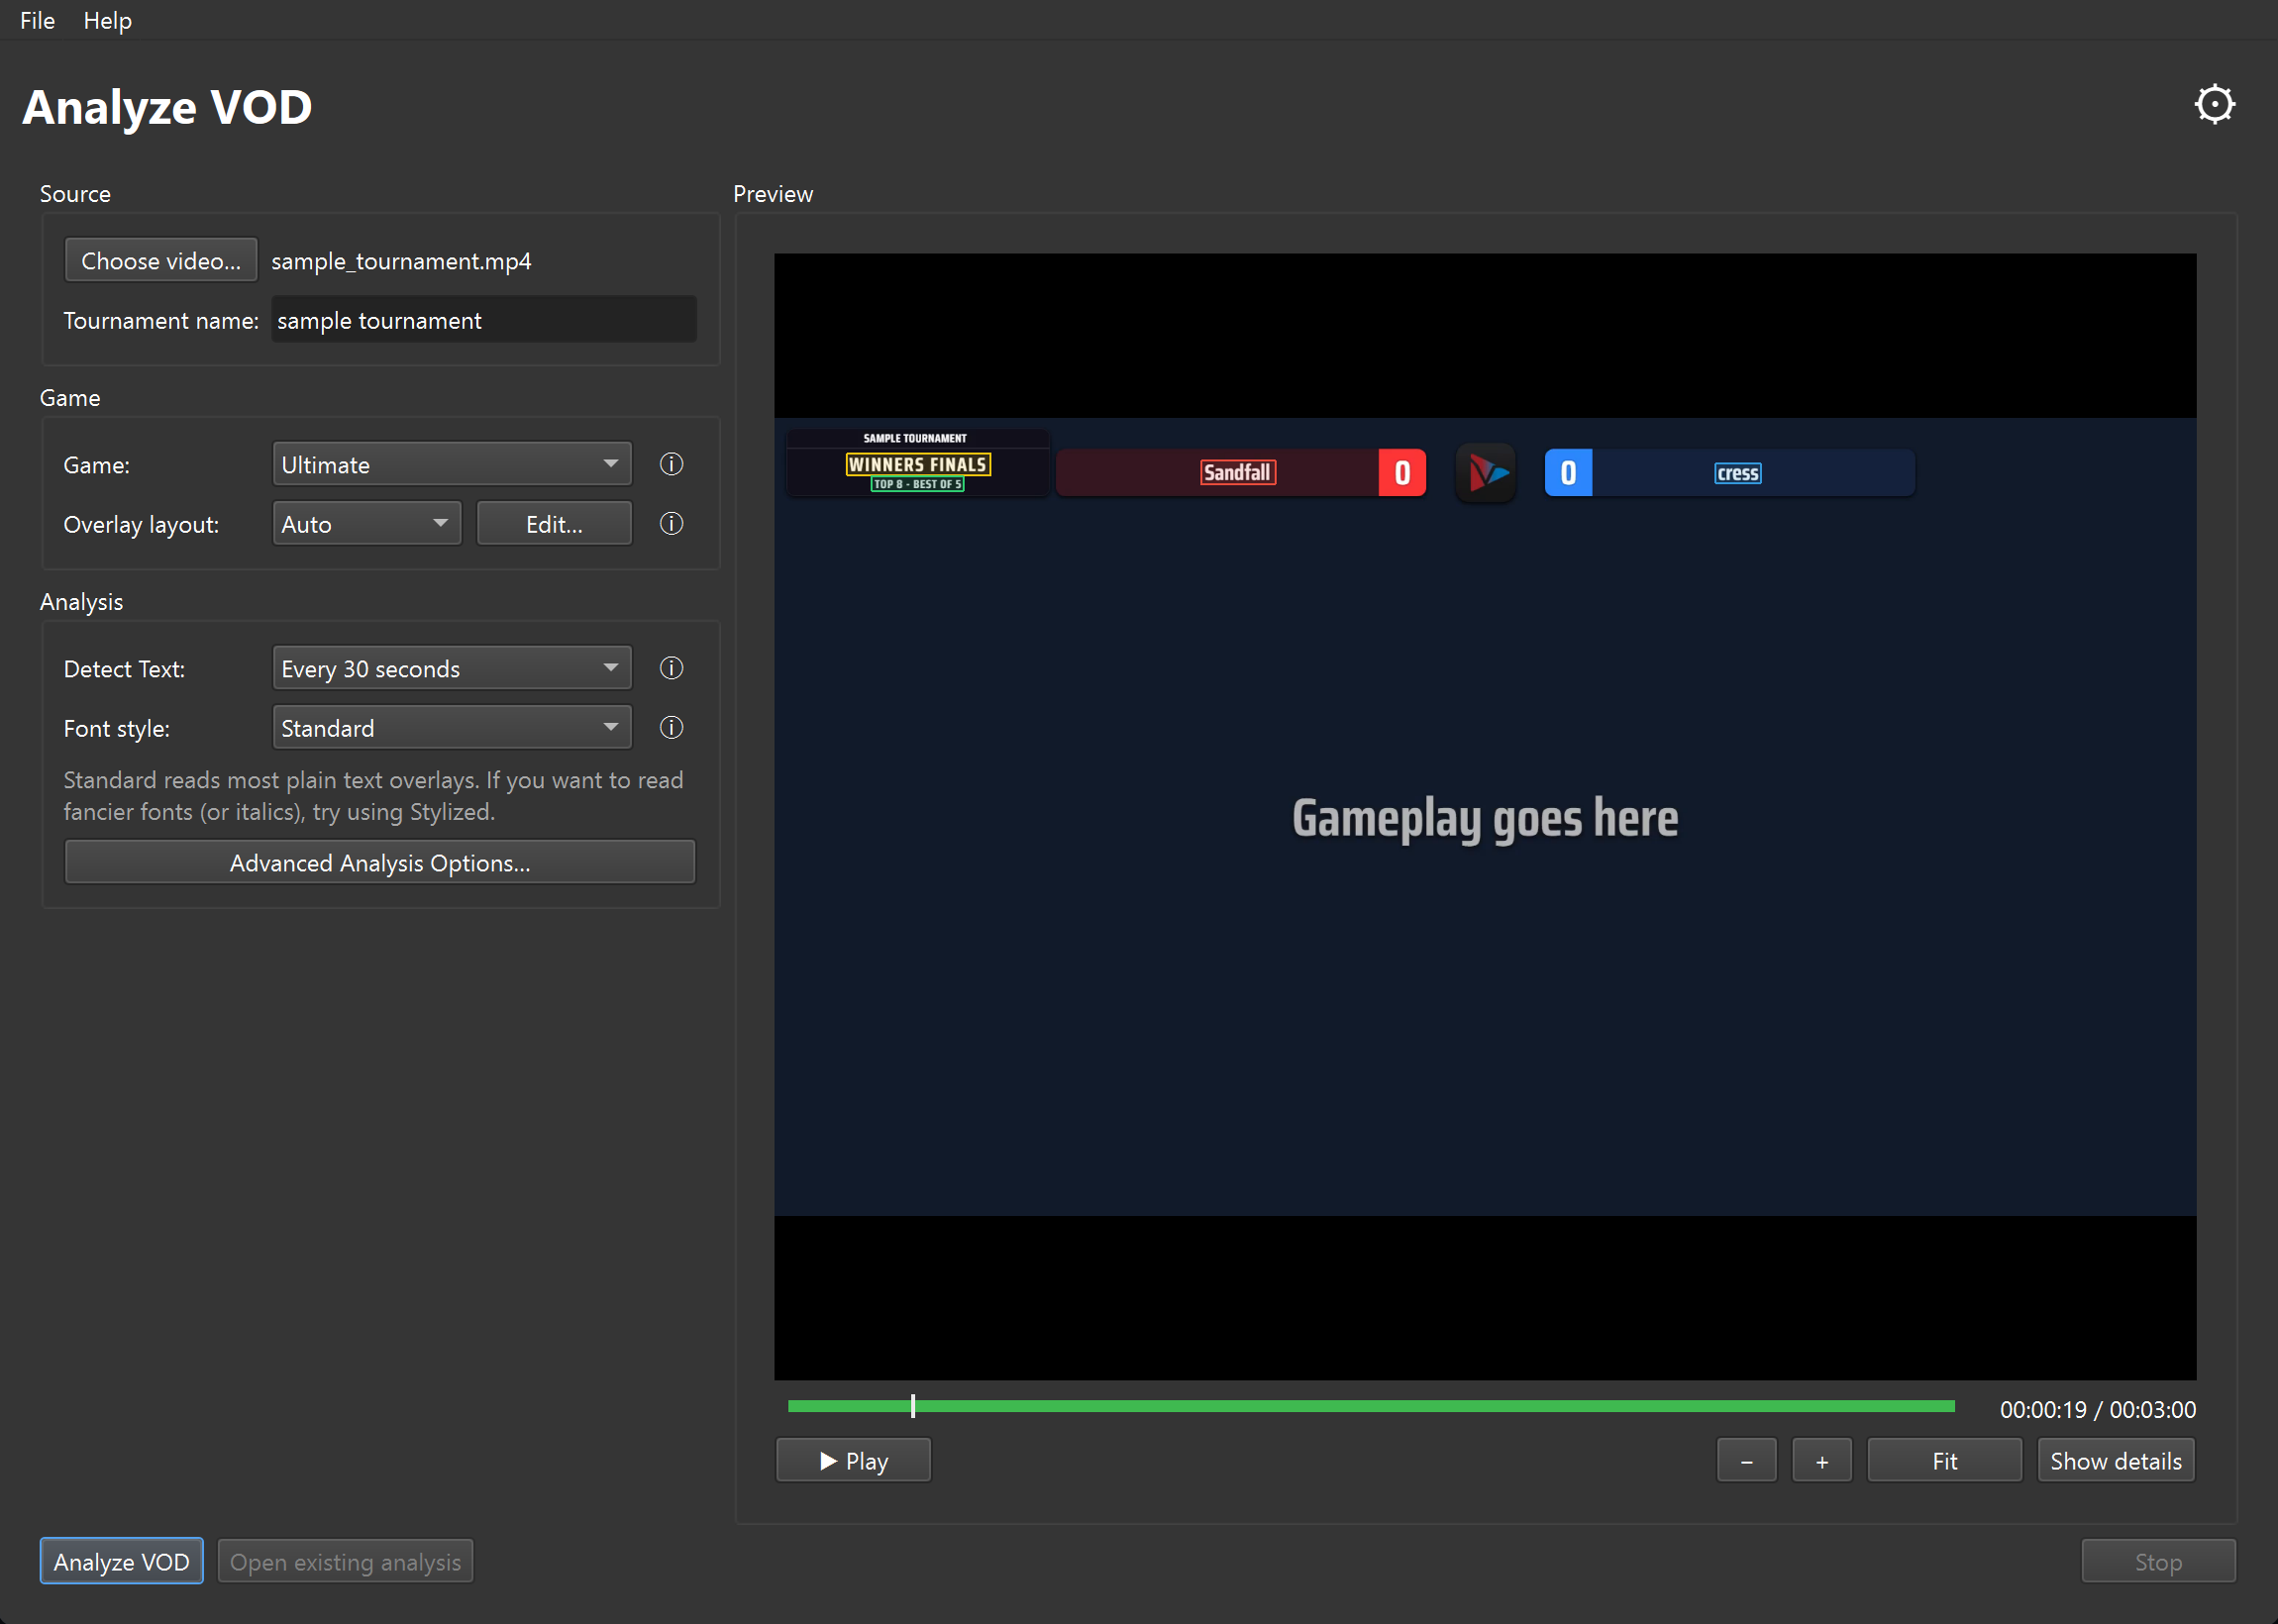 File Help
Analyze VOD
Source
Choose video... sample_tournament.mp4
Tournament name: sample tournament
Game
Game: Ultimate
Overlay layout: Auto Edit...
Analysis
Detect Text: Every 30 seconds
Font style: Standard
Standard reads most plain text overlays. If you want to read
fancier fonts (or italics), try using Stylized.
Advanced Analysis Options...
Preview
SAMPLE TOURNAMENT
WINNERS FINALS
TOP 8 - BEST OF 5
Sandfall 0 0 cress
Gameplay goes here
00:00:19 / 00:03:00
Play − + Fit Show details
Analyze VOD Open existing analysis Stop